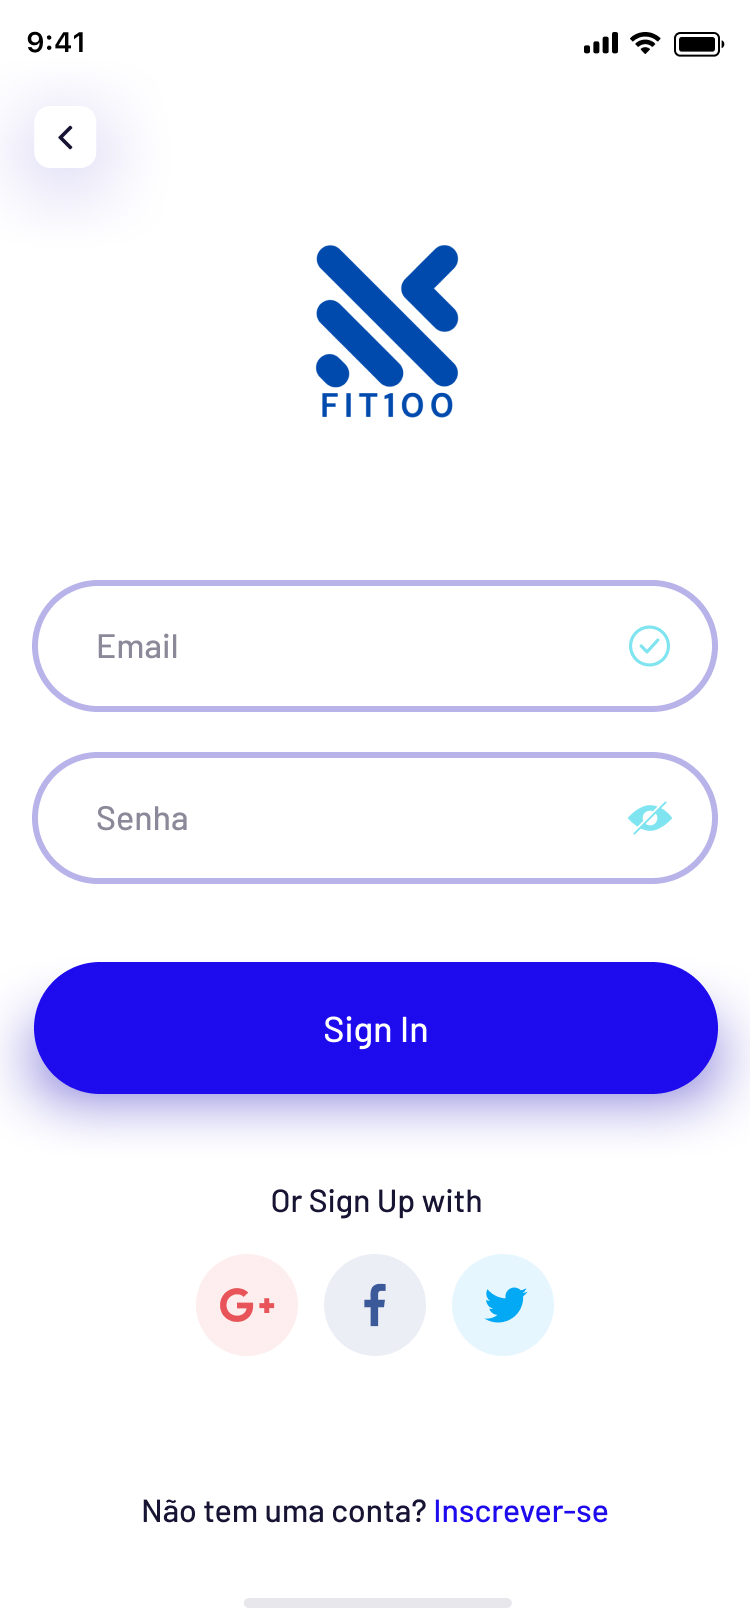 9:41
FIT100
Email
Senha
Sign In
Or Sign Up with
G+
f
Não tem uma conta? Inscrever-se